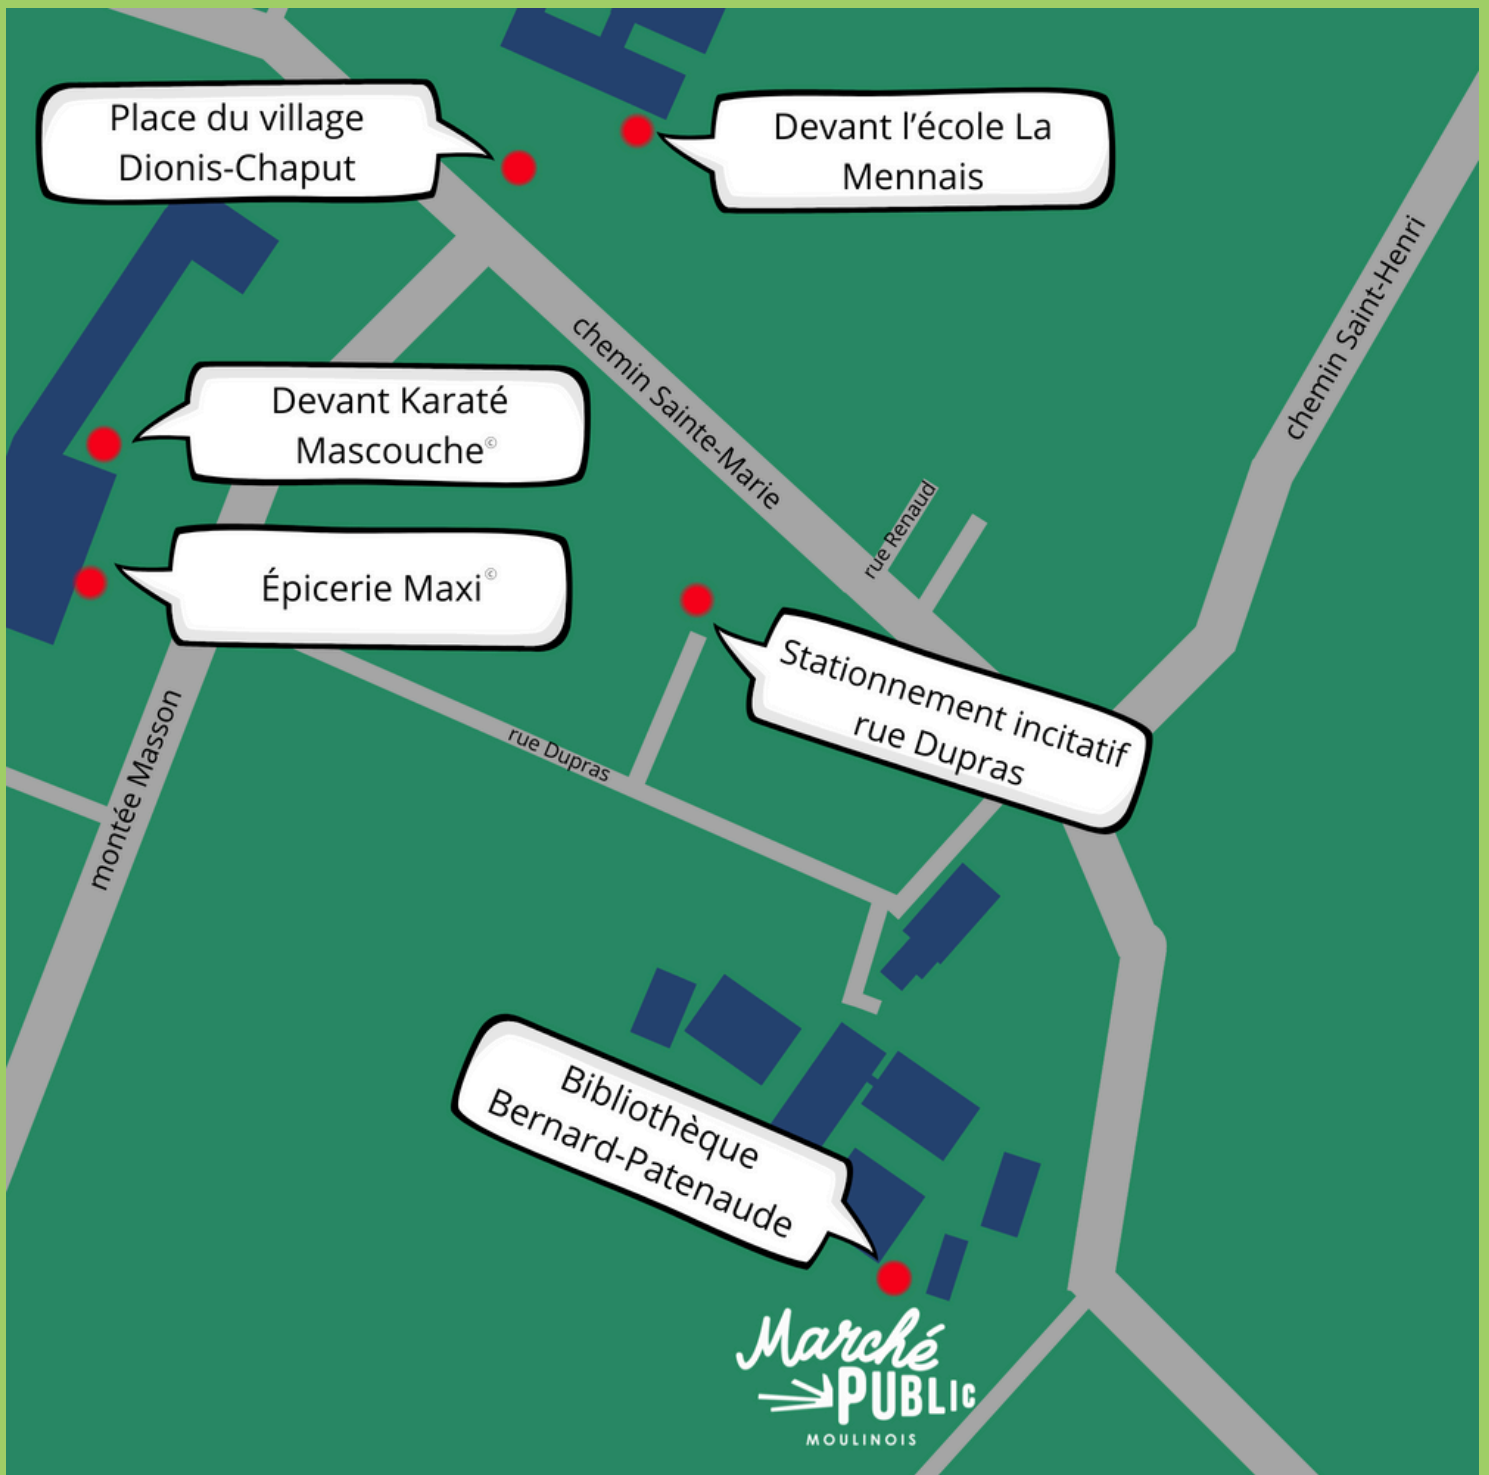 Place du village
Dionis-Chaput
Devant l’école La
Mennais
chemin Saint-Henri
chemin Sainte-Marie
Devant Karaté
Mascouche©
rue Renaud
Épicerie Maxi©
Stationnement incitatif
rue Dupras
rue Dupras
montée Masson
Bibliothèque
Bernard-Patenaude
Marché
PUBLIC
MOULINOIS